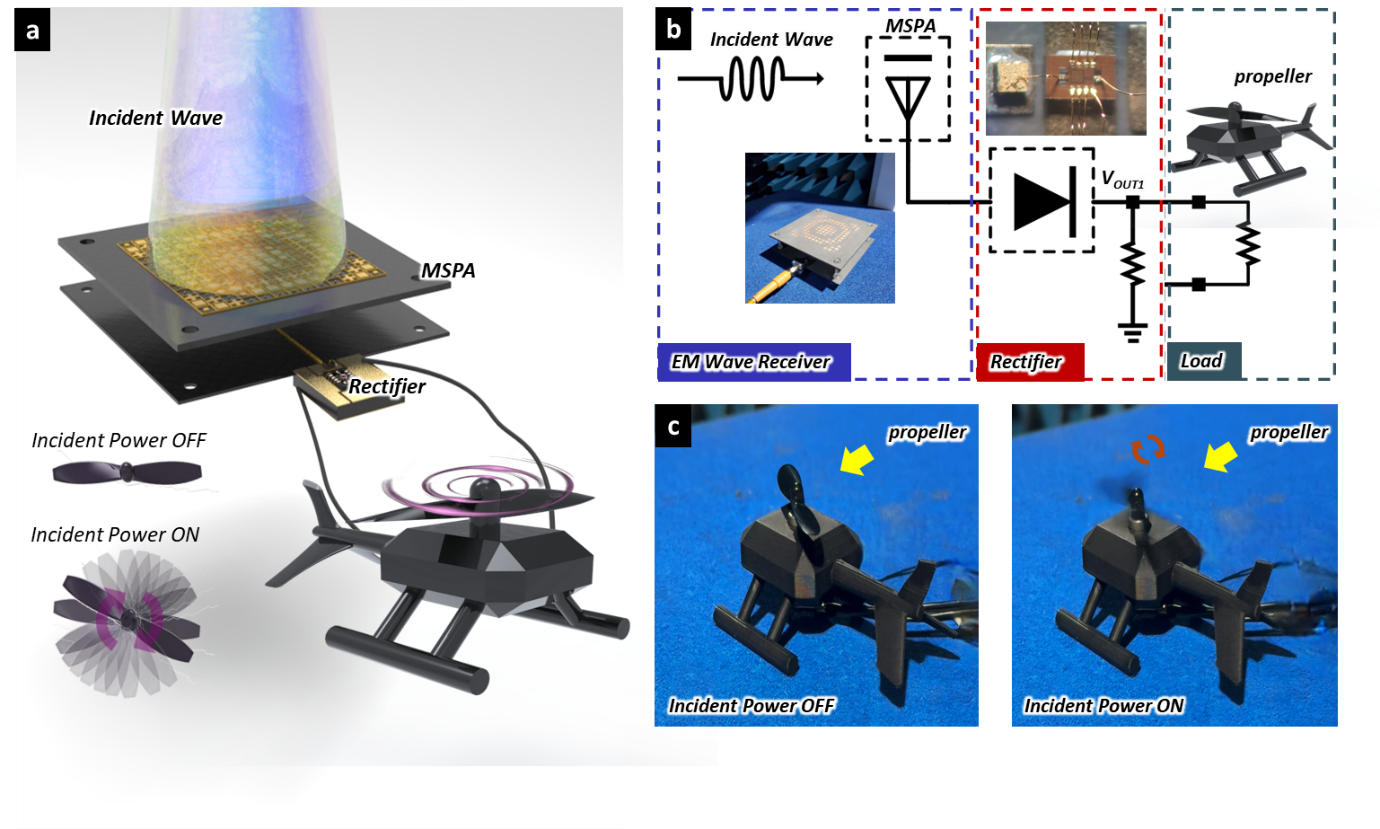 a
Incident Wave
MSPA
Rectifier
Incident Power OFF
Incident Power ON
b
Incident Wave
MSPA
propeller
VOUT1
EM Wave Receiver
Rectifier
Load
c
propeller
Incident Power OFF
propeller
Incident Power ON